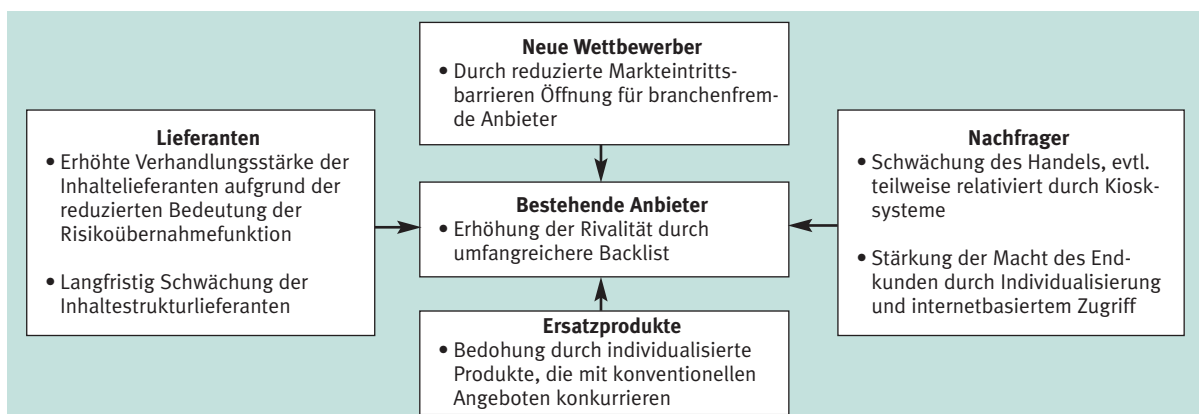 Neue Wettbewerber
• Durch reduzierte Markteintritts-
barrieren Öffnung für branchenfrem-
de Anbieter
Lieferanten
• Erhöhte Verhandlungsstärke der
Inhaltelieferanten aufgrund der
reduzierten Bedeutung der
Risikoübernahmefunktion
• Langfristig Schwächung der
Inhaltestrukturlieferanten
Bestehende Anbieter
• Erhöhung der Rivalität durch
umfangreichere Backlist
Nachfrager
• Schwächung des Handels, evtl.
teilweise relativiert durch Kiosk-
systeme
• Stärkung der Macht des End-
kunden durch Individualisierung
und internetbasiertem Zugriff
Ersatzprodukte
• Bedohung durch individualisierte
Produkte, die mit konventionellen
Angeboten konkurrieren